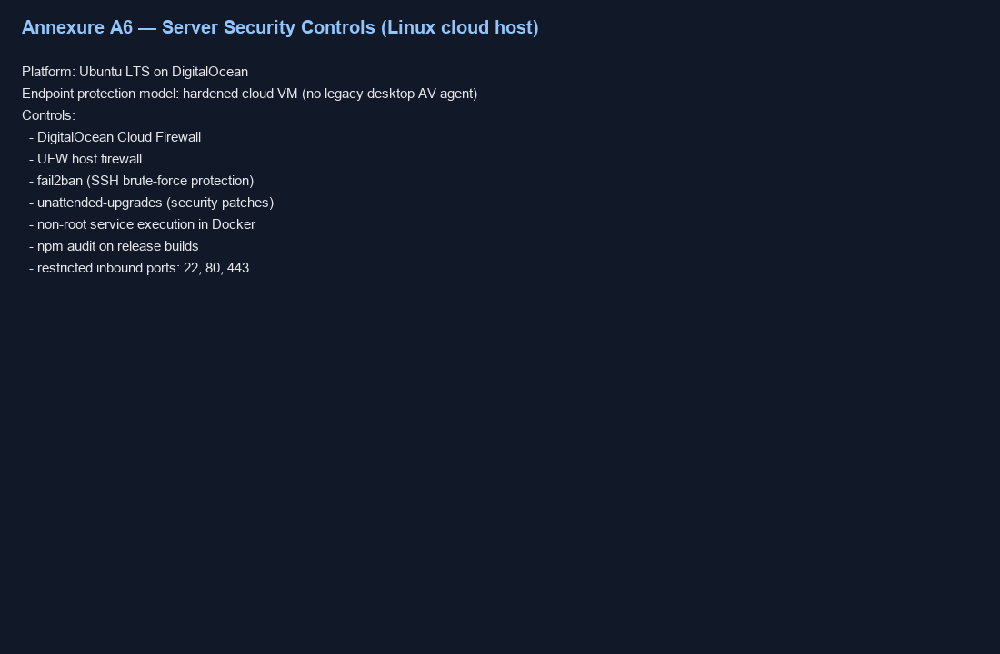 Annexure A6 — Server Security Controls (Linux cloud host)
Platform: Ubuntu LTS on DigitalOcean
Endpoint protection model: hardened cloud VM (no legacy desktop AV agent)
Controls:
- DigitalOcean Cloud Firewall
- UFW host firewall
- fail2ban (SSH brute-force protection)
- unattended-upgrades (security patches)
- non-root service execution in Docker
- npm audit on release builds
- restricted inbound ports: 22, 80, 443